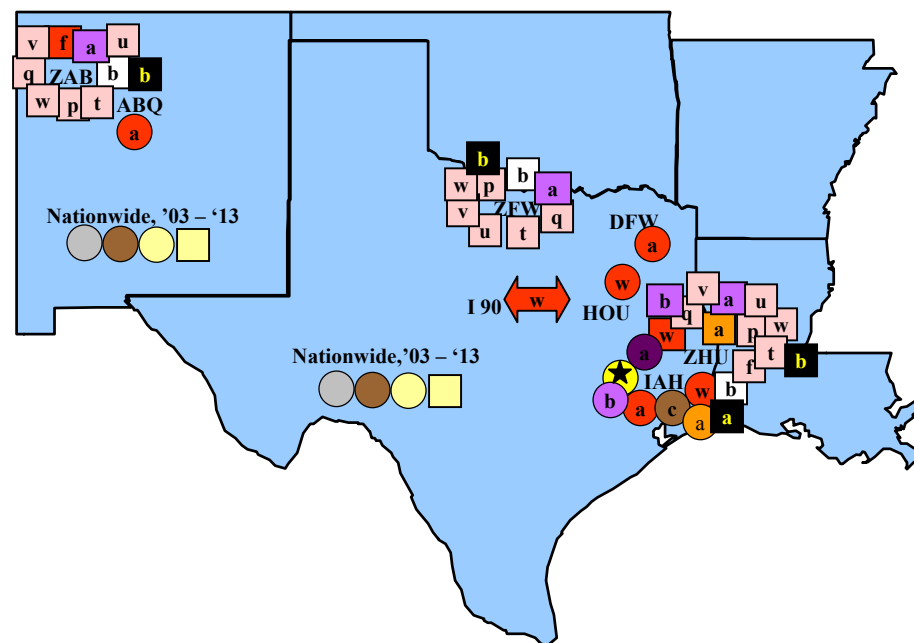 v f a u
q ZAB b b
w p t ABQ
a
Nationwide, '03 – '13
b b
w p a
v ZFW q
u t
DFW
a
w
I 90 w HOU
v
b q a u
w a p w
a ZHU t b
f
IAH w b
b a c a a
Nationwide,'03 – '13